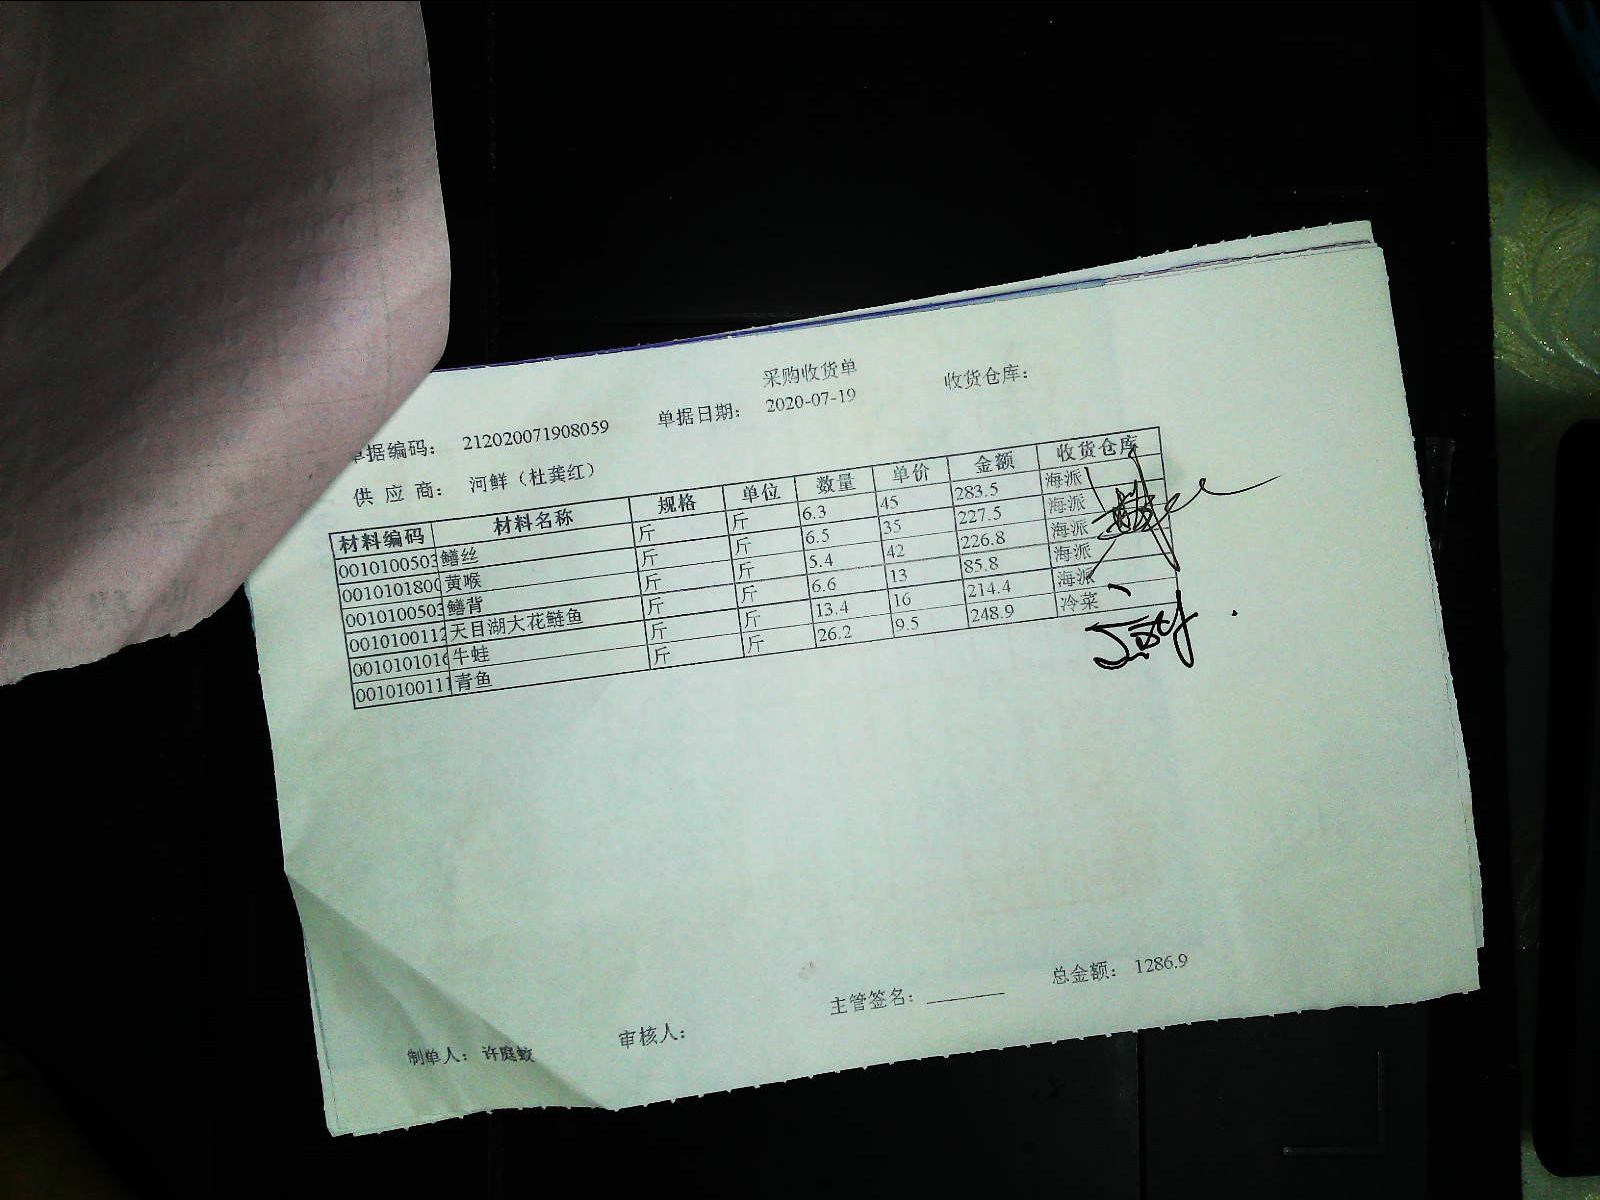 采购收货单
单据编码: 212020071908059 单据日期: 2020-07-19 收货仓库:
供应商: 河鲜（杜龚红）
材料编码 材料名称 规格 单位 数量 单价 金额 收货仓库
0010100503 鳝丝 斤 斤 6.3 45 283.5 海派
0010101800 黄喉 斤 斤 6.5 35 227.5 海派
0010100503 鳝背 斤 斤 5.4 42 226.8 海派
0010100112 天目湖大花鲢鱼 斤 斤 6.6 13 85.8 海派
0010101016 牛蛙 斤 斤 13.4 16 214.4 海派
0010100111 青鱼 斤 斤 26.2 9.5 248.9 冷菜
制单人: 许庭蚊 审核人: 主管签名: 总金额: 1286.9